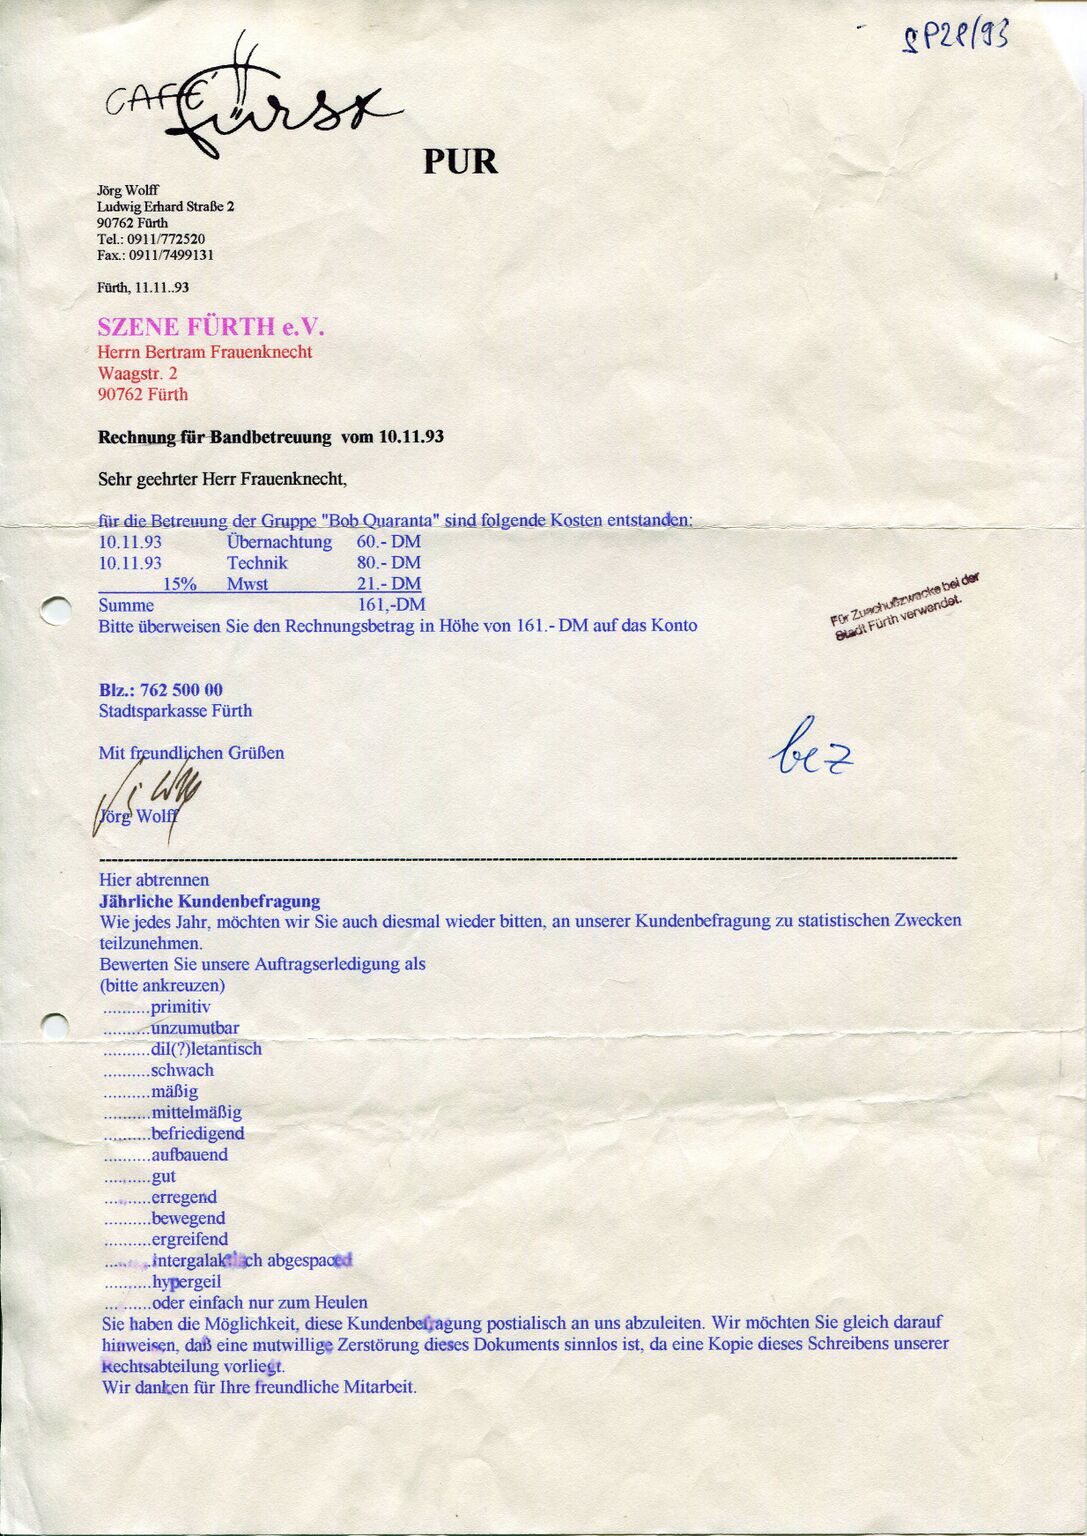 SP28/93
CAFÉ Fürst
PUR
Jörg Wolff
Ludwig Erhard Straße 2
90762 Fürth
Tel.: 0911/772520
Fax.: 0911/7499131
Fürth, 11.11..93
SZENE FÜRTH e.V.
Herrn Bertram Frauenknecht
Waagstr. 2
90762 Fürth
Rechnung für Bandbetreuung vom 10.11.93
Sehr geehrter Herr Frauenknecht,
für die Betreuung der Gruppe "Bob Quaranta" sind folgende Kosten entstanden:
10.11.93 Übernachtung 60.- DM
10.11.93 Technik 80.- DM
15% Mwst 21.- DM
Summe 161,-DM
Für Zuschußzwecke bei der
Stadt Fürth verwendet.
Bitte überweisen Sie den Rechnungsbetrag in Höhe von 161.- DM auf das Konto
Blz.: 762 500 00
Stadtsparkasse Fürth
bez
Mit freundlichen Grüßen
Jörg Wolff
Hier abtrennen
Jährliche Kundenbefragung
Wie jedes Jahr, möchten wir Sie auch diesmal wieder bitten, an unserer Kundenbefragung zu statistischen Zwecken
teilzunehmen.
Bewerten Sie unsere Auftragserledigung als
(bitte ankreuzen)
..........primitiv
..........unzumutbar
..........dil(?)letantisch
..........schwach
..........mäßig
..........mittelmäßig
..........befriedigend
..........aufbauend
..........gut
..........erregend
..........bewegend
..........ergreifend
..........intergalaktisch abgespaced
..........hypergeil
..........oder einfach nur zum Heulen
Sie haben die Möglichkeit, diese Kundenbefragung postialisch an uns abzuleiten. Wir möchten Sie gleich darauf
hinweisen, daß eine mutwillige Zerstörung dieses Dokuments sinnlos ist, da eine Kopie dieses Schreibens unserer
Rechtsabteilung vorliegt.
Wir danken für Ihre freundliche Mitarbeit.